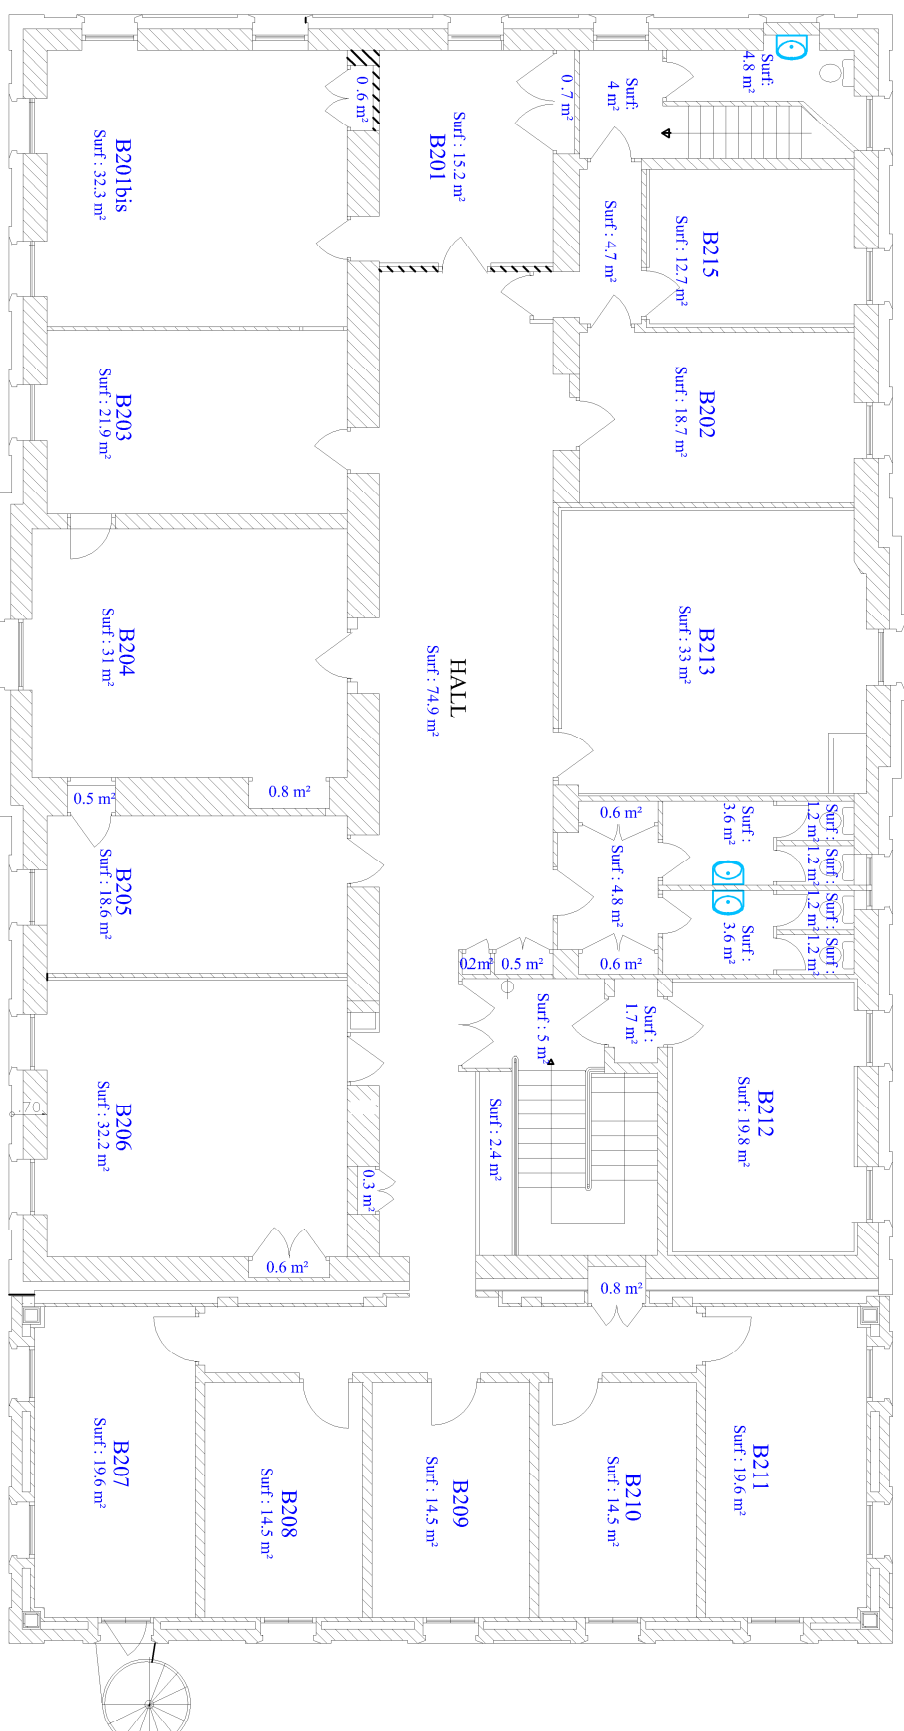 Surf:
4.8 m²
Surf:
4 m²
0.7 m²
0.6 m²
B201
Surf : 15.2 m²
B201bis
Surf : 32.3 m²
Surf : 4.7 m²
B215
Surf : 12.7 m²
B203
Surf : 21.9 m²
B202
Surf : 18.7 m²
B204
Surf : 31 m²
HALL
Surf : 74.9 m²
B213
Surf : 33 m²
0.5 m²
0.8 m²
0.6 m²
Surf :
3.6 m²
Surf :
1.2 m²
Surf :
1.2 m²
Surf :
1.2 m²
Surf :
1.2 m²
B205
Surf : 18.6 m²
Surf : 4.8 m²
Surf :
3.6 m²
0.2m²
0.5 m²
0.6 m²
Surf : 5 m²
Surf :
1.7 m²
.70
B206
Surf : 32.2 m²
Surf : 2.4 m²
B212
Surf : 19.8 m²
0.3 m²
0.6 m²
0.8 m²
B207
Surf : 19.6 m²
B208
Surf : 14.5 m²
B209
Surf : 14.5 m²
B210
Surf : 14.5 m²
B211
Surf : 19.6 m²